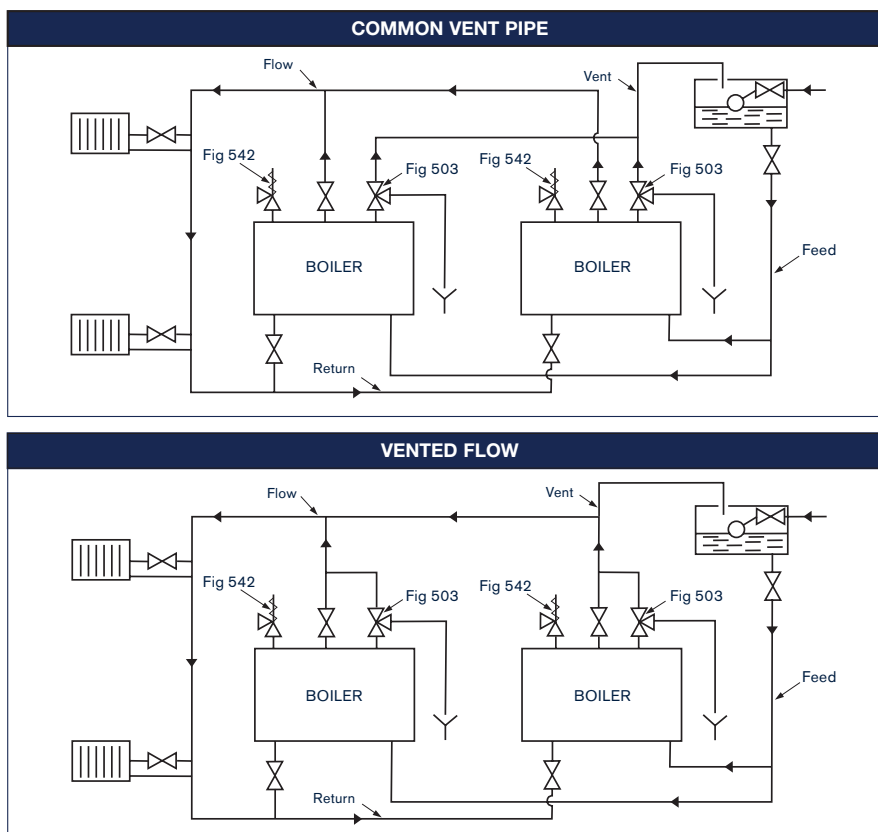 COMMON VENT PIPE
Flow
Vent
Fig 542
Fig 503
Fig 542
Fig 503
BOILER
BOILER
Feed
Return
VENTED FLOW
Flow
Vent
Fig 542
Fig 503
Fig 542
Fig 503
BOILER
BOILER
Feed
Return